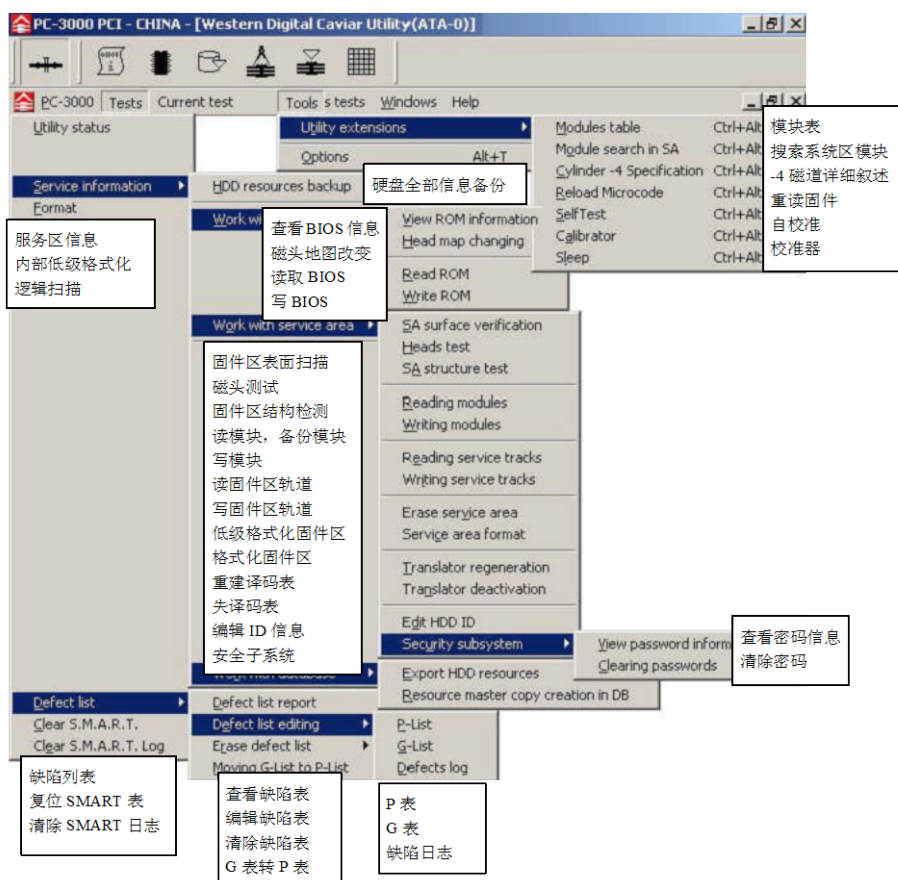 PC-3000 PCI - CHINA - [Western Digital Caviar Utility(ATA-0)]
PC-3000 Tests Current test Tools s tests Windows Help
Utility status
Utility extensions
Options Alt+T
Modules table Ctrl+Alt
Module search in SA Ctrl+Alt
Cylinder -4 Specification Ctrl+Alt
Reload Microcode Ctrl+Alt
SelfTest Ctrl+Alt
Calibrator Ctrl+Alt
Sleep Ctrl+Alt
模块表
搜索系统区模块
-4 磁道详细叙述
重读固件
自校准
校准器
Service information
Format
服务区信息
内部低级格式化
逻辑扫描
HDD resources backup
硬盘全部信息备份
Work wi
查看 BIOS 信息
磁头地图改变
读取 BIOS
写 BIOS
View ROM information
Head map changing
Read ROM
Write ROM
Work with service area
SA surface verification
Heads test
SA structure test
Reading modules
Writing modules
Reading service tracks
Writing service tracks
Erase service area
Service area format
Translator regeneration
Translator deactivation
Edit HDD ID
Security subsystem
Export HDD resources
Resource master copy creation in DB
固件区表面扫描
磁头测试
固件区结构检测
读模块，备份模块
写模块
读固件区轨道
写固件区轨道
低级格式化固件区
格式化固件区
重建译码表
失译码表
编辑 ID 信息
安全子系统
View password inform
Clearing passwords
查看密码信息
清除密码
Work with database
Defect list
Clear S.M.A.R.T.
Clear S.M.A.R.T. Log
缺陷列表
复位 SMART 表
清除 SMART 日志
Defect list report
Defect list editing
Erase defect list
Moving G-List to P-List
查看缺陷表
编辑缺陷表
清除缺陷表
G 表转 P 表
P-List
G-List
Defects log
P 表
G 表
缺陷日志